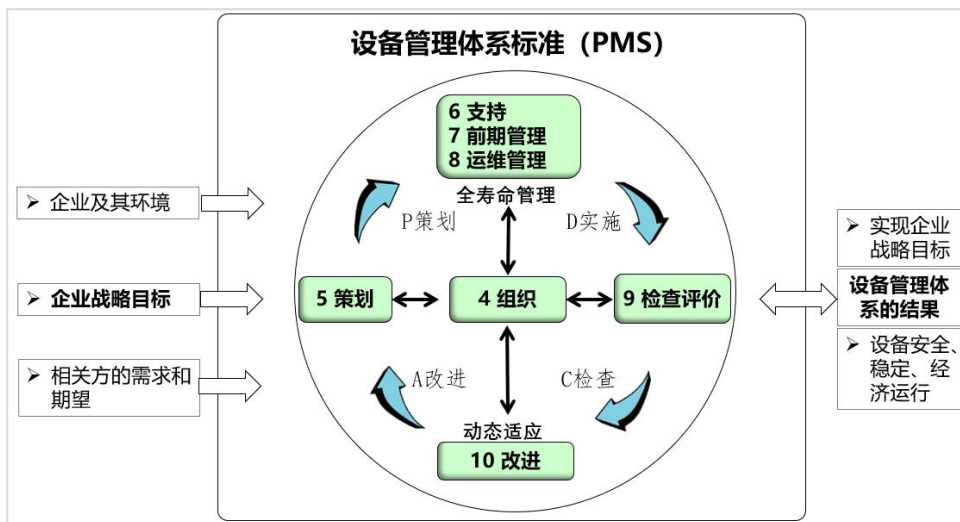 设备管理体系标准（PMS）
6 支持
7 前期管理
8 运维管理
全寿命管理
P策划
D实施
➢ 企业及其环境
➢ 企业战略目标
➢ 相关方的需求和
期望
5 策划
4 组织
9 检查评价
A改进
C检查
动态适应
10 改进
➢ 实现企业
战略目标
设备管理体
系的结果
➢ 设备安全、
稳定、经
济运行